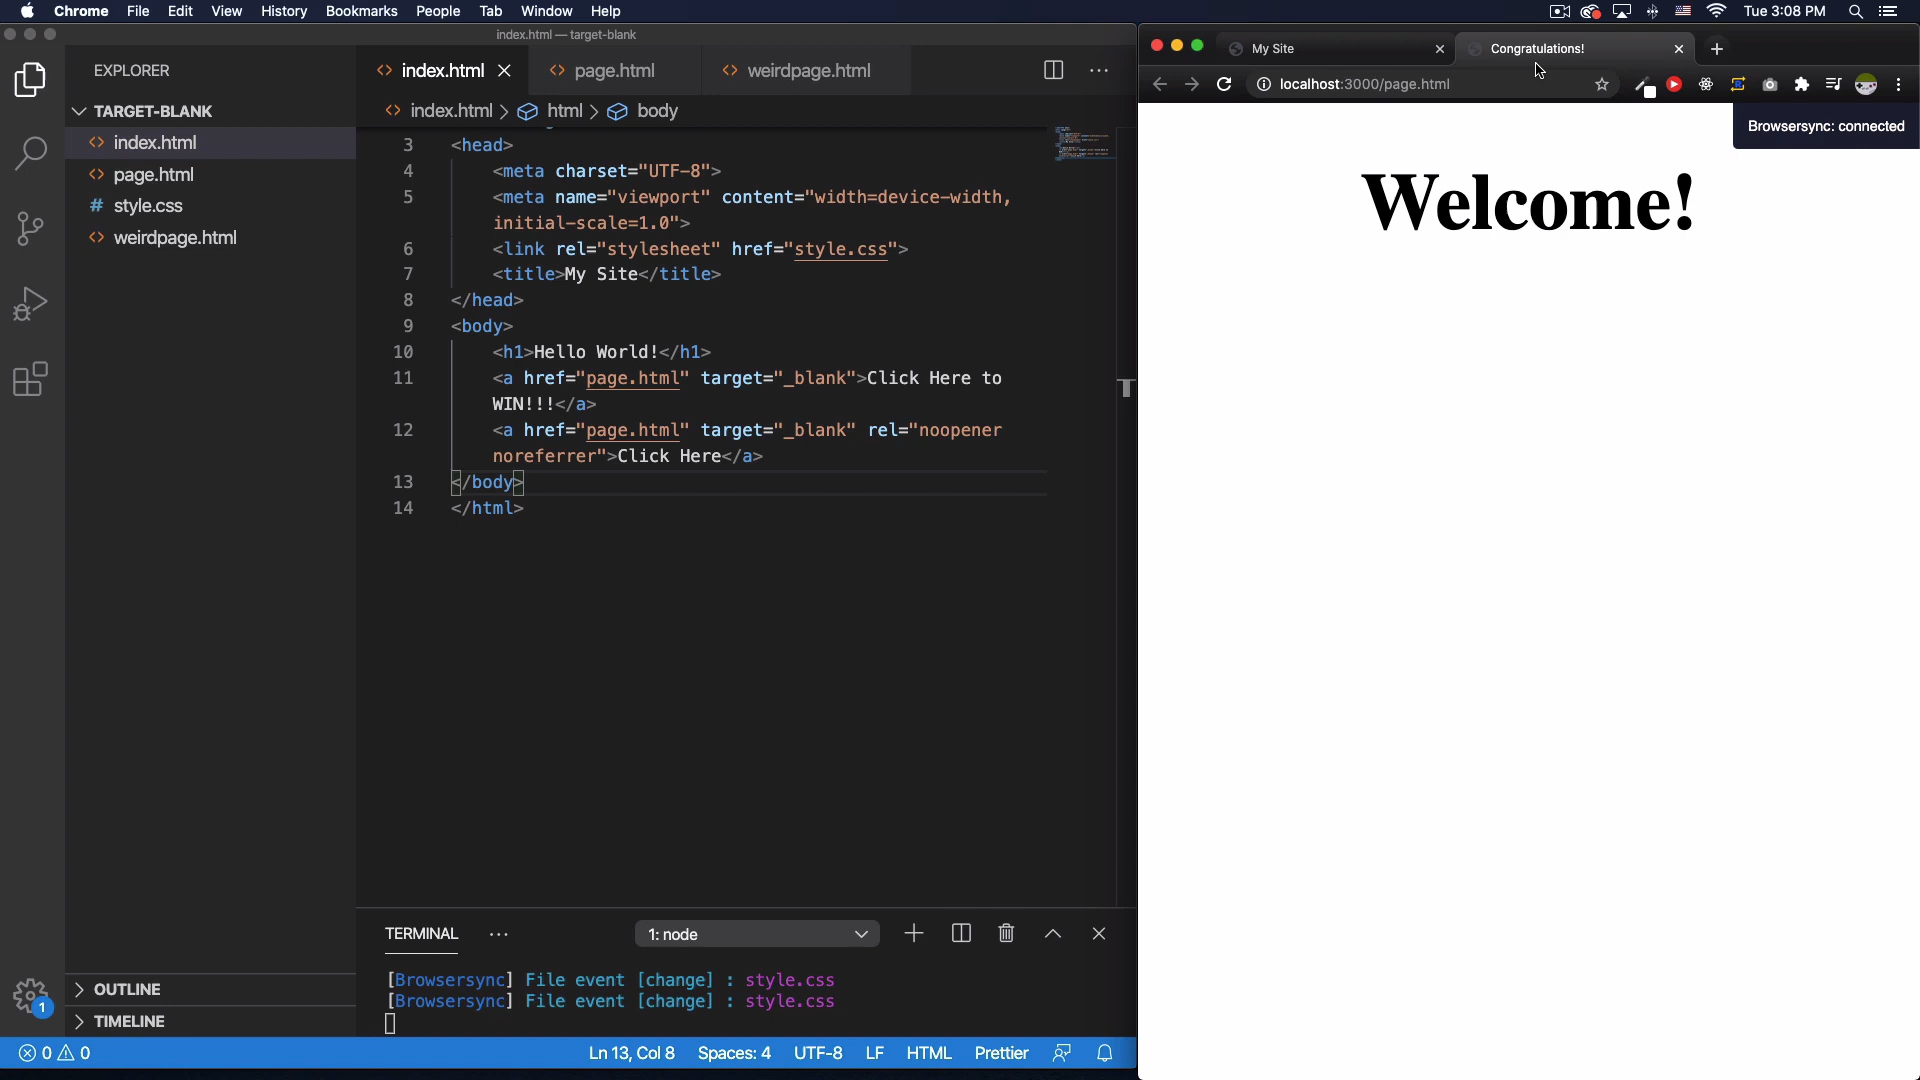 Chrome File Edit View History Bookmarks People Tab Window Help
Tue 3:08 PM
index.html — target-blank
EXPLORER
TARGET-BLANK
index.html
page.html
style.css
weirdpage.html
OUTLINE
TIMELINE
1
index.html page.html weirdpage.html
index.html > html > body
3 <head>
4 <meta charset="UTF-8">
5 <meta name="viewport" content="width=device-width,
initial-scale=1.0">
6 <link rel="stylesheet" href="style.css">
7 <title>My Site</title>
8 </head>
9 <body>
10 <h1>Hello World!</h1>
11 <a href="page.html" target="_blank">Click Here to
WIN!!!</a>
12 <a href="page.html" target="_blank" rel="noopener
noreferrer">Click Here</a>
13 </body>
14 </html>
TERMINAL
1: node
[Browsersync] File event [change] : style.css
[Browsersync] File event [change] : style.css
0 0
Ln 13, Col 8 Spaces: 4 UTF-8 LF HTML Prettier
My Site
Congratulations!
localhost:3000/page.html
Browsersync: connected
Welcome!